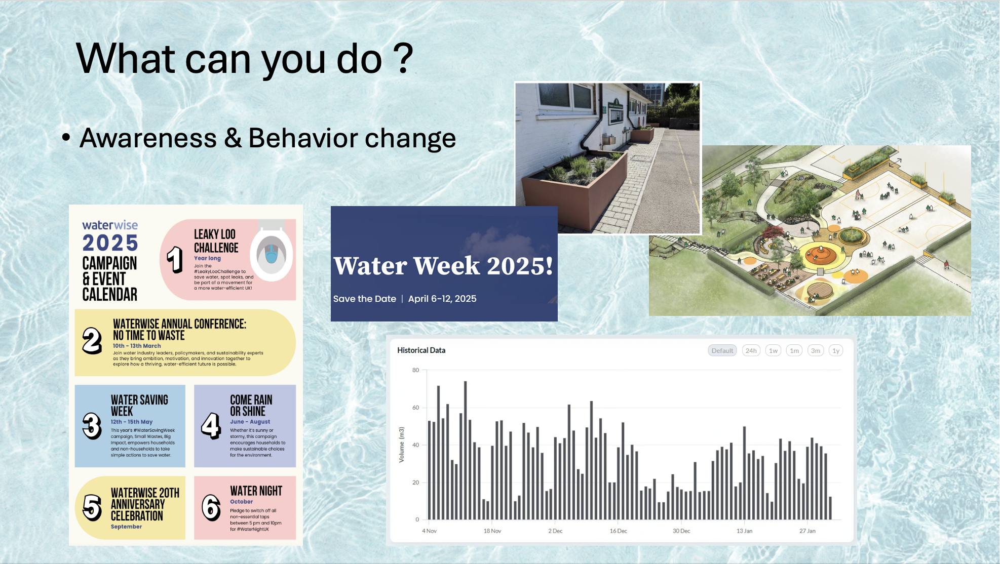 What can you do ?
• Awareness & Behavior change
waterwise
2025
CAMPAIGN
& EVENT
CALENDAR
1
LEAKY LOO
CHALLENGE
Year long
Join the
#LeakyLooChallenge to
save water, spot leaks, and
be part of a movement for
a more water-efficient UK!
2
WATERWISE ANNUAL CONFERENCE:
NO TIME TO WASTE
10th - 13th March
Join water industry leaders, policymakers, and sustainability experts
as they bring ambition, motivation, and innovation together to
explore how a thriving, water-efficient future is possible.
3
WATER SAVING
WEEK
12th - 15th May
This year's #WaterSavingWeek
campaign, Small Wastes, Big
Impact, empowers households
and non-households to take
simple actions to save water.
4
COME RAIN
OR SHINE
June - August
Whether it's sunny or
stormy, this campaign
encourages households to
make sustainable choices
for the environment.
5
WATERWISE 20TH
ANNIVERSARY
CELEBRATION
September
6
WATER NIGHT
October
Pledge to switch off all
non-essential taps
between 5 pm and 10pm
for #WaterNightUK
Water Week 2025!
Save the Date | April 6-12, 2025
Historical Data
Default 24h 1w 1m 3m 1y
Volume (m3)
80
60
40
20
0
4 Nov 18 Nov 2 Dec 16 Dec 30 Dec 13 Jan 27 Jan